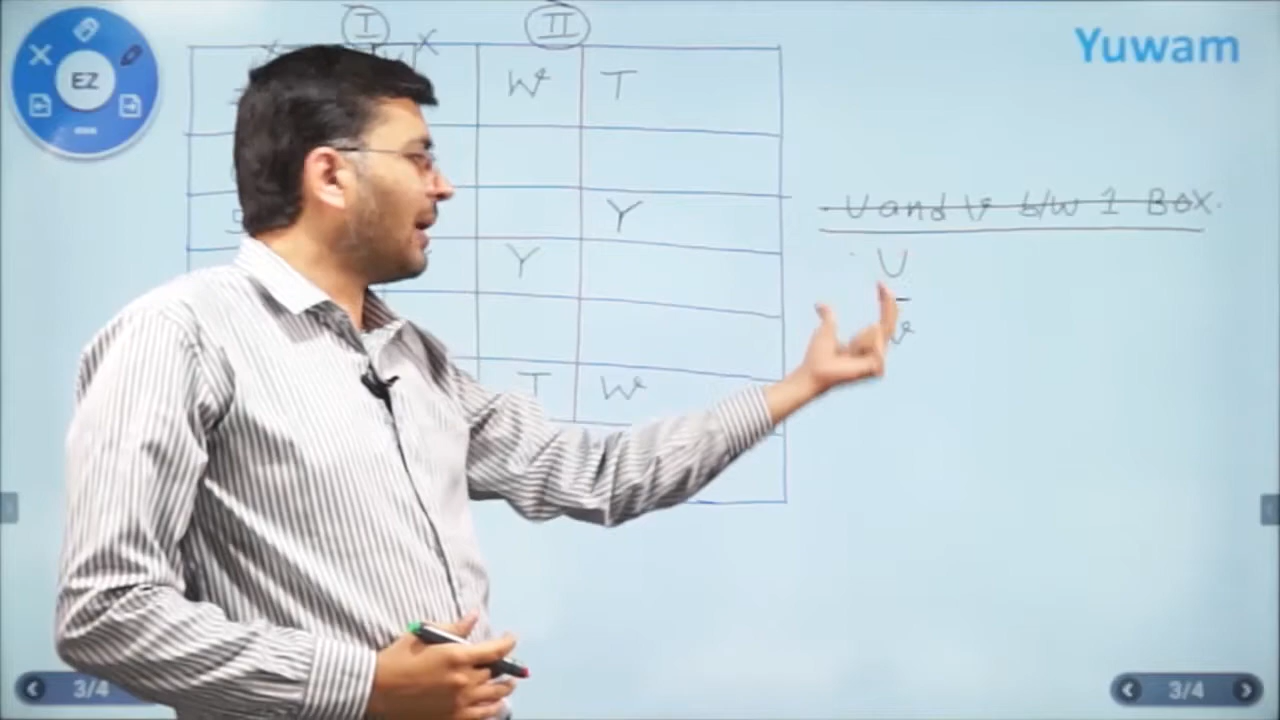 I II
EZ
Yuwam
X
W T
U and V b/w 1 Box.
Y
U
Y
V
T W
3/4
3/4